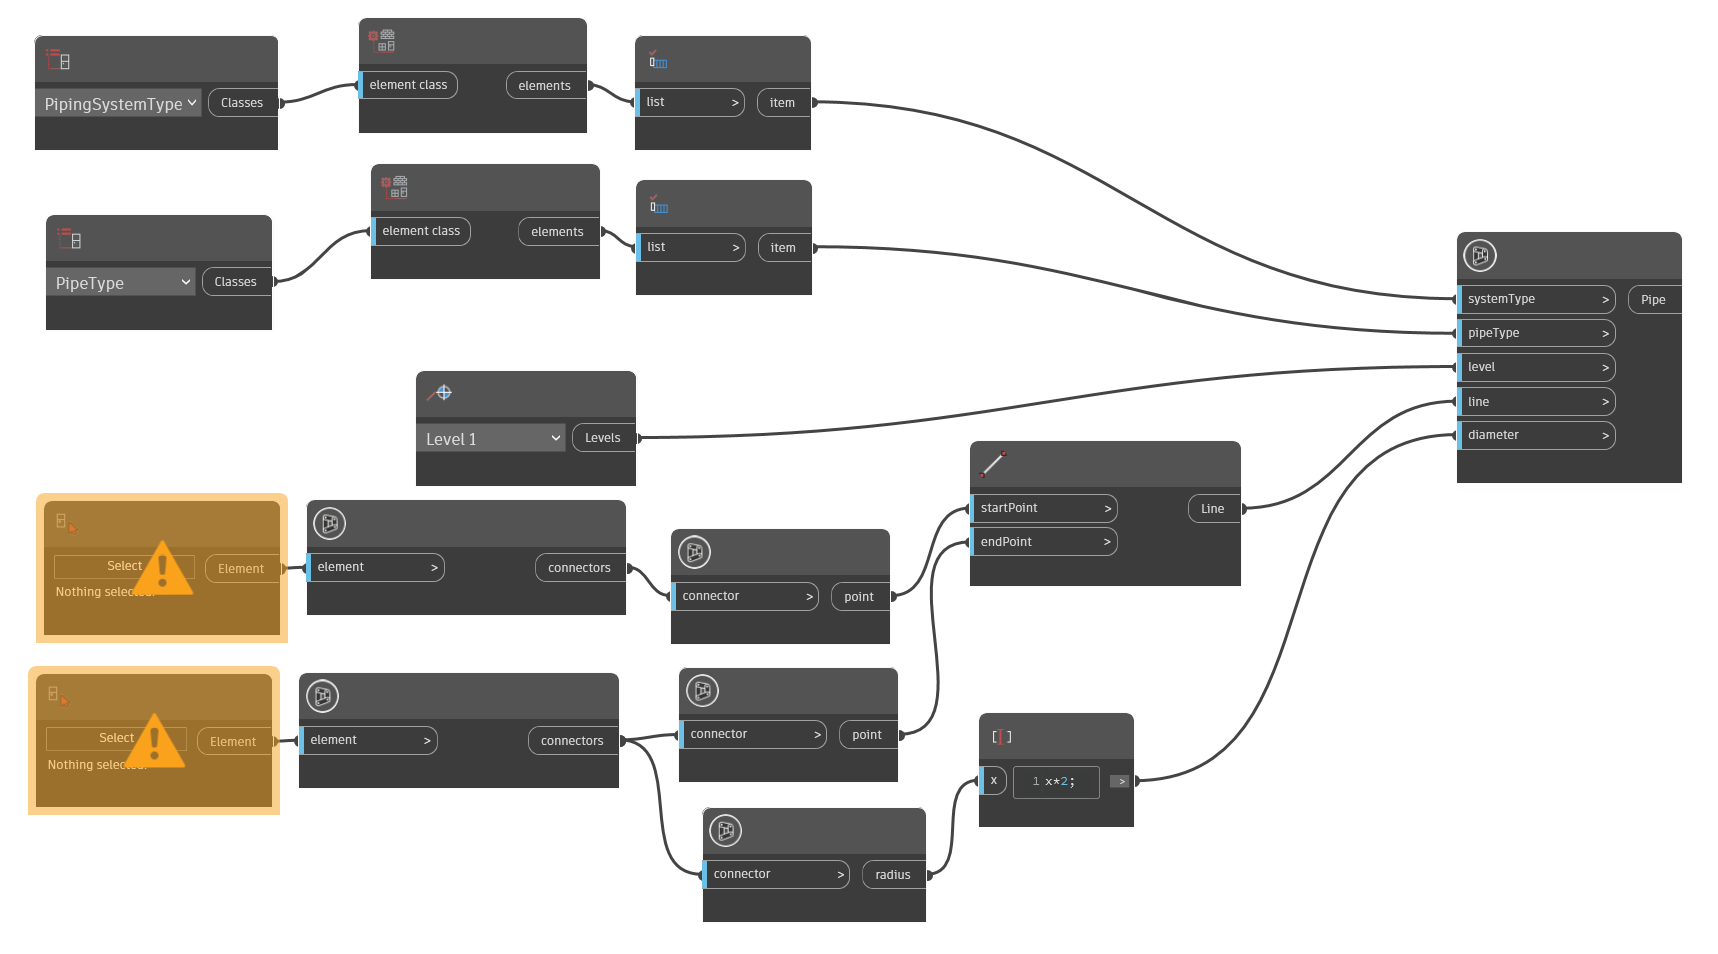 PipingSystemType
Classes
element class
elements
list >
item
PipeType
Classes
element class
elements
list >
item
Level 1
Levels
Select
Nothing selected.
Element
element >
connectors
connector >
point
startPoint >
endPoint >
Line
Select
Nothing selected.
Element
element >
connectors
connector >
point
connector >
radius
[[]
x
1 x*2;
>
systemType >
Pipe
pipeType >
level >
line >
diameter >